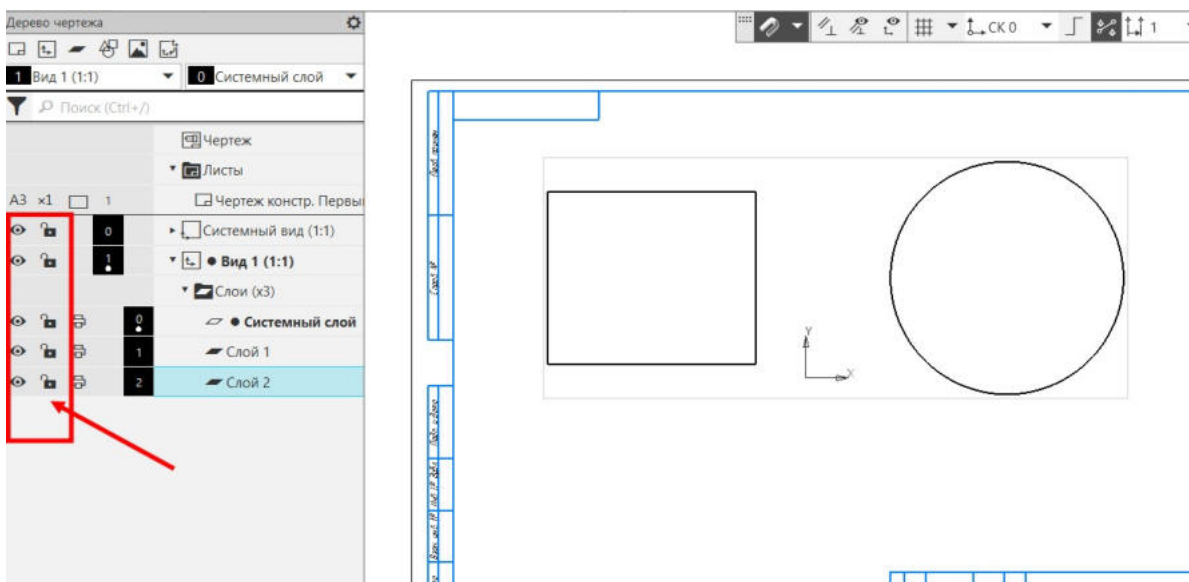 Дерево чертежа
СК 0
1
1 Вид 1 (1:1)
0 Системный слой
Поиск (Ctrl+/)
Чертеж
Листы
А3 ×1 1 Чертеж констр. Первы
0 Системный вид (1:1)
1 Вид 1 (1:1)
Слои (x3)
0 Системный слой
1 Слой 1
2 Слой 2
Y
X